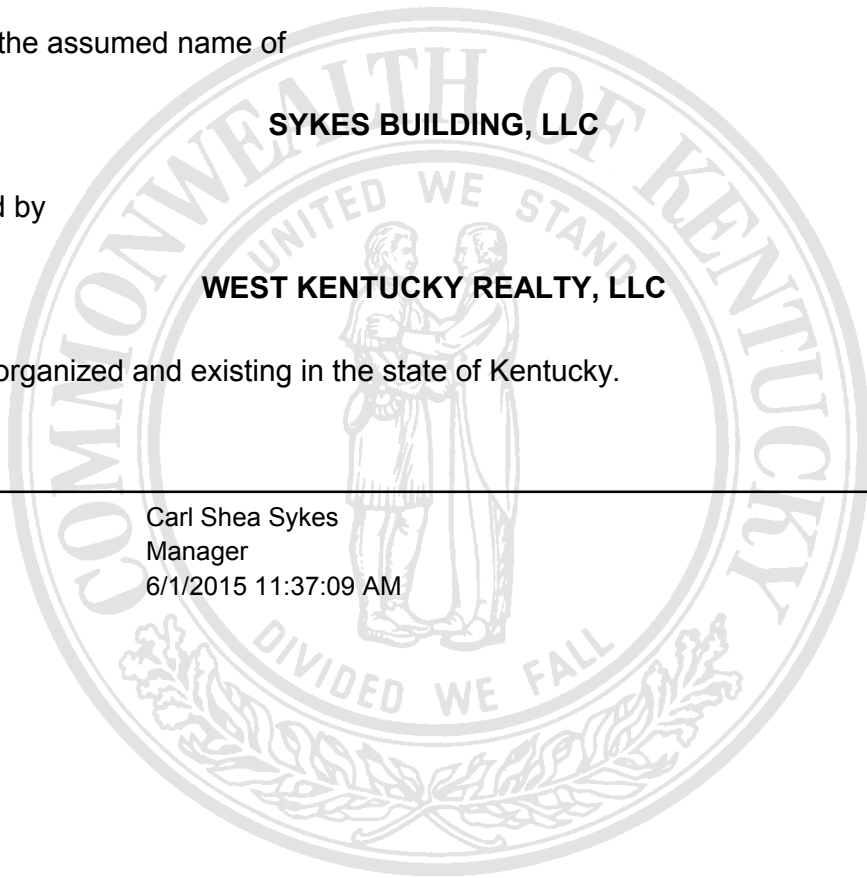 the assumed name of
SYKES BUILDING, LLC
d by
WEST KENTUCKY REALTY, LLC
organized and existing in the state of Kentucky.
Carl Shea Sykes
Manager
6/1/2015 11:37:09 AM
COMMONWEALTH OF KENTUCKY
UNITED WE STAND
DIVIDED WE FALL